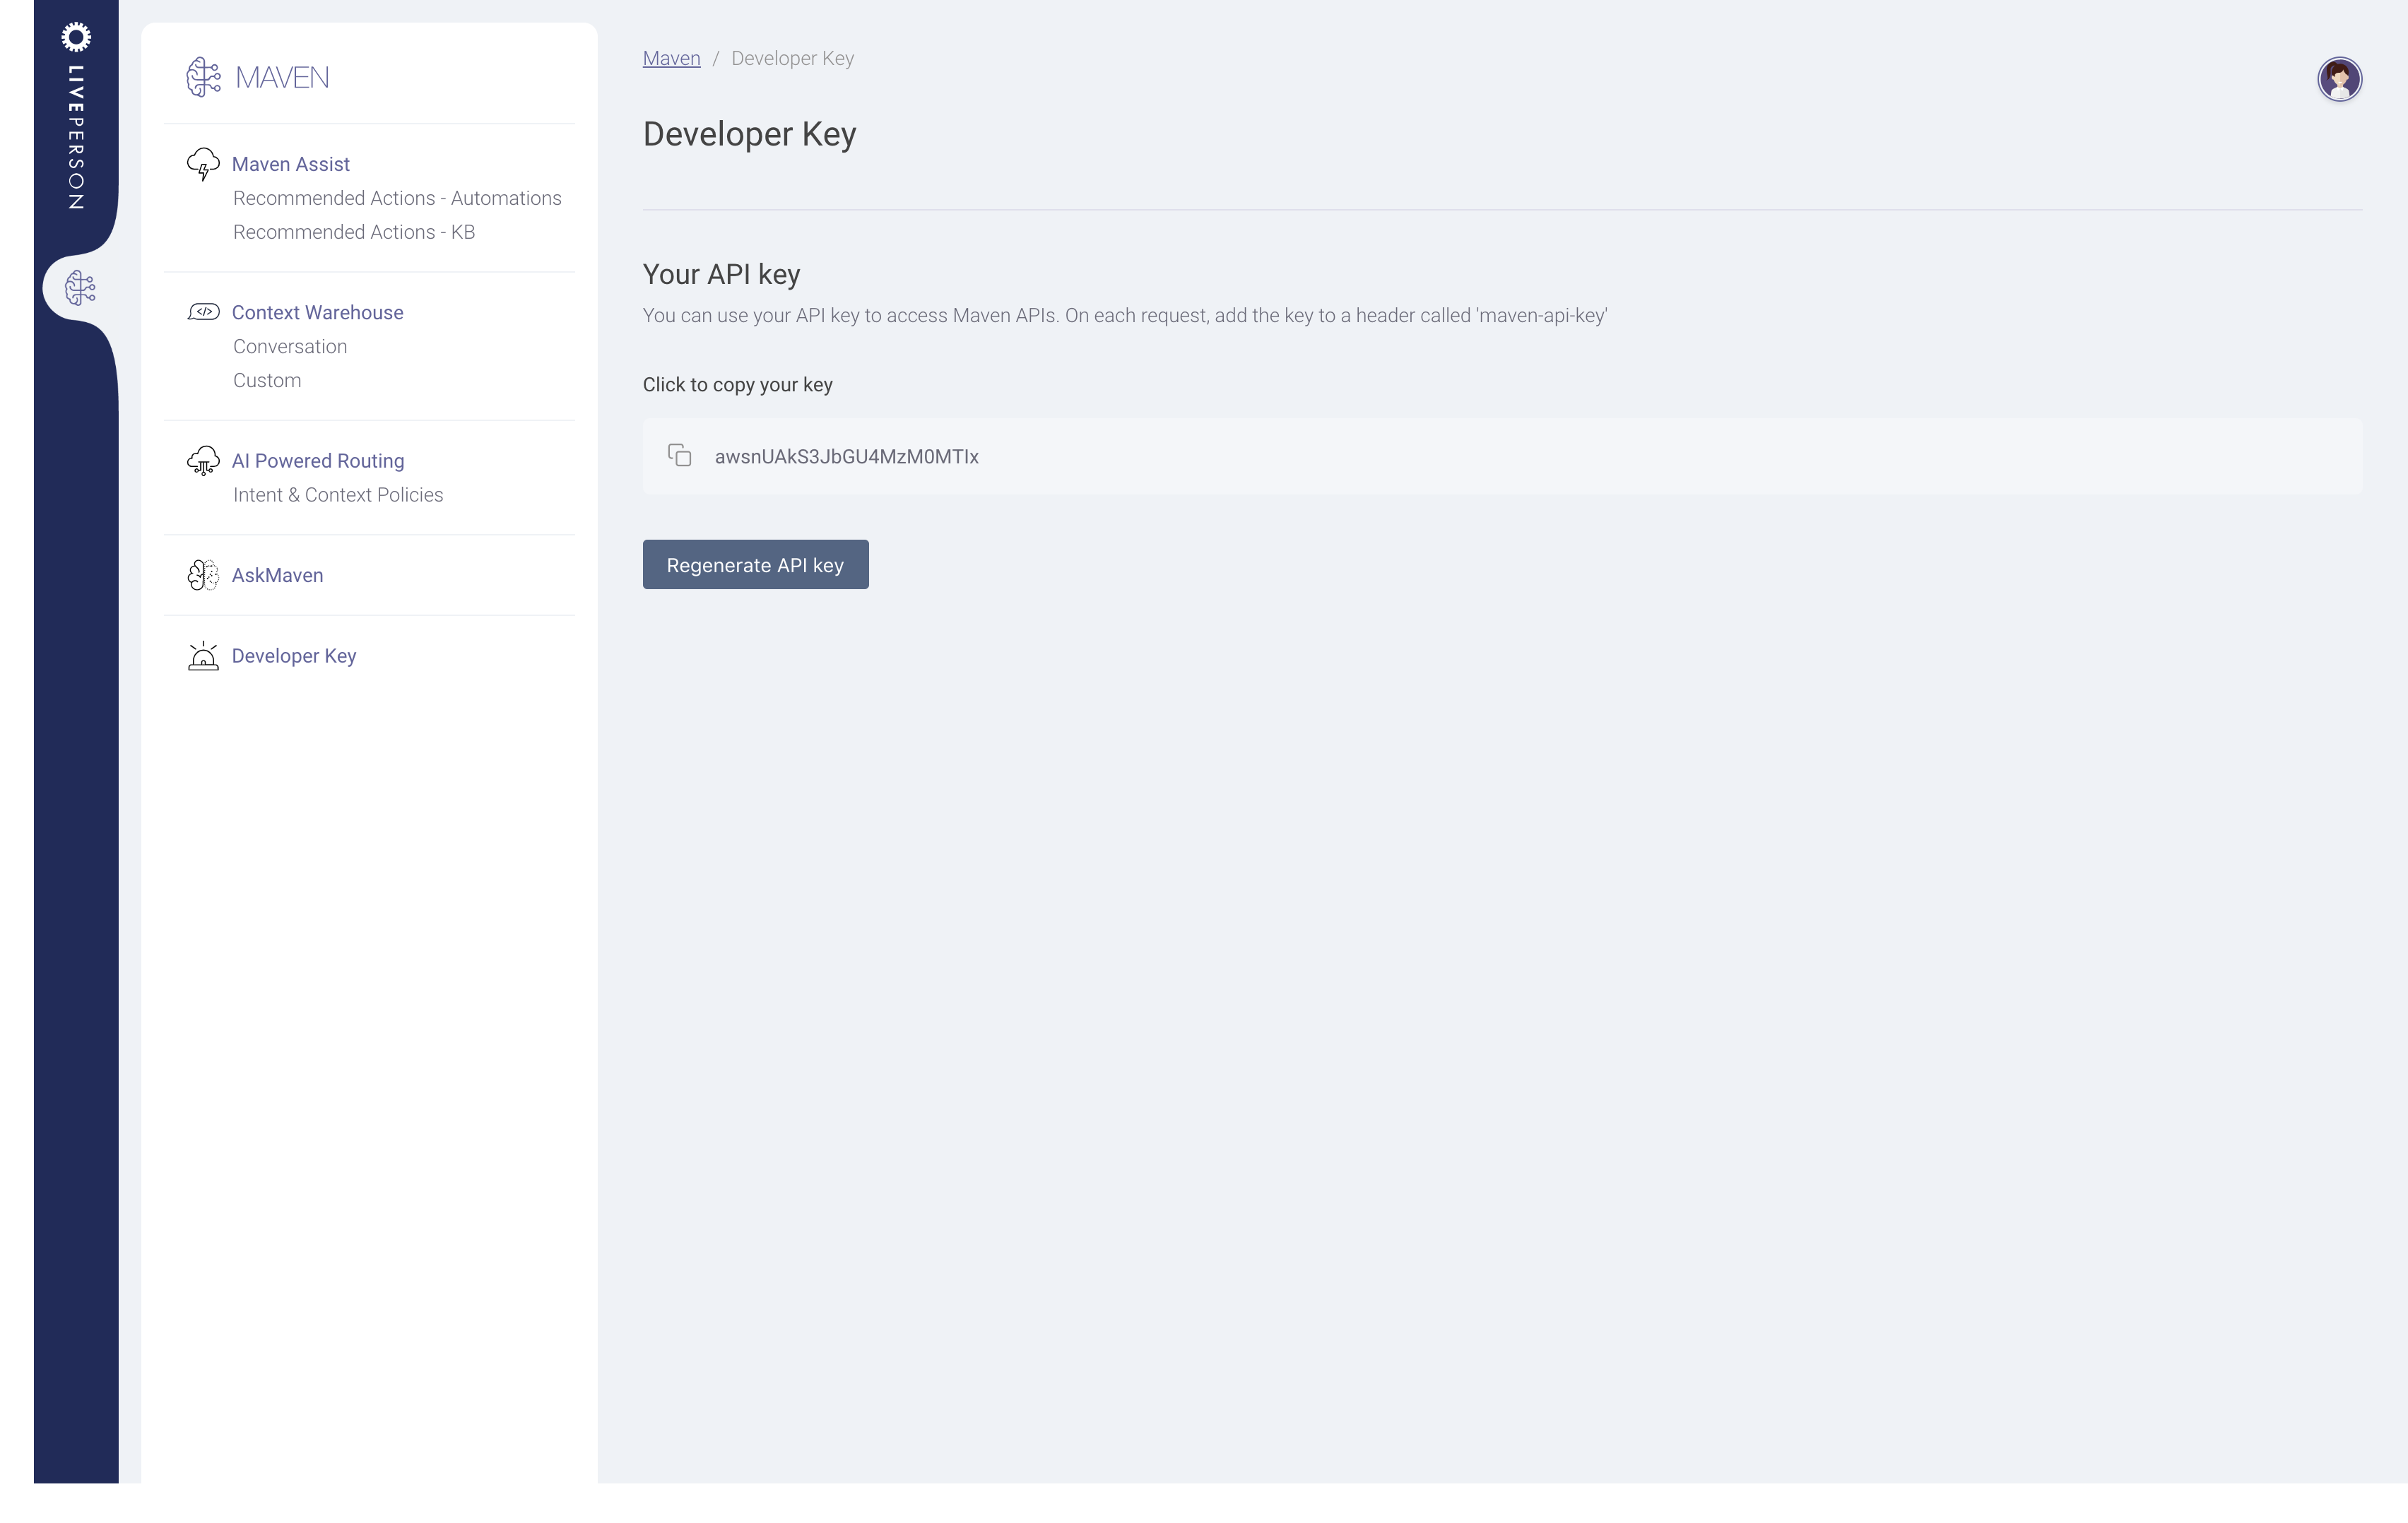 LIVEPERSON
MAVEN
Maven Assist
Recommended Actions - Automations
Recommended Actions - KB
Context Warehouse
Conversation
Custom
AI Powered Routing
Intent & Context Policies
AskMaven
Developer Key
Maven / Developer Key
Developer Key
Your API key
You can use your API key to access Maven APIs. On each request, add the key to a header called 'maven-api-key'
Click to copy your key
awsnUAkS3JbGU4MzM0MTIx
Regenerate API key